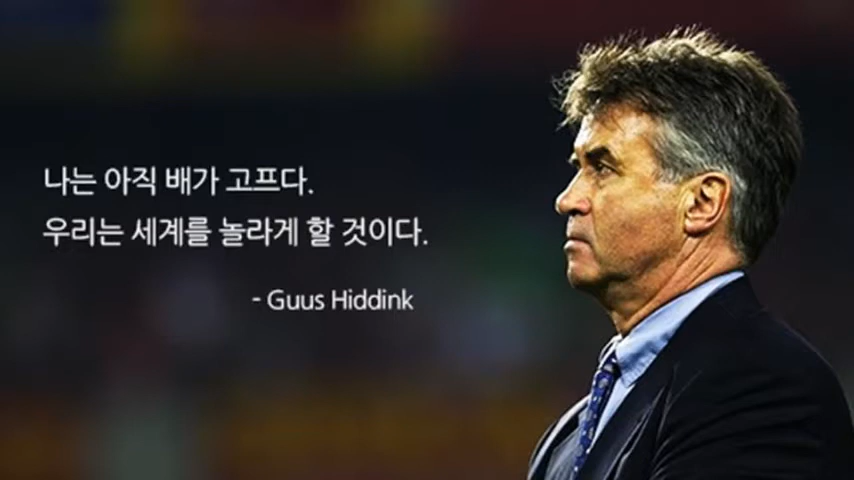 나는 아직 배가 고프다.
우리는 세계를 놀라게 할 것이다.
- Guus Hiddink